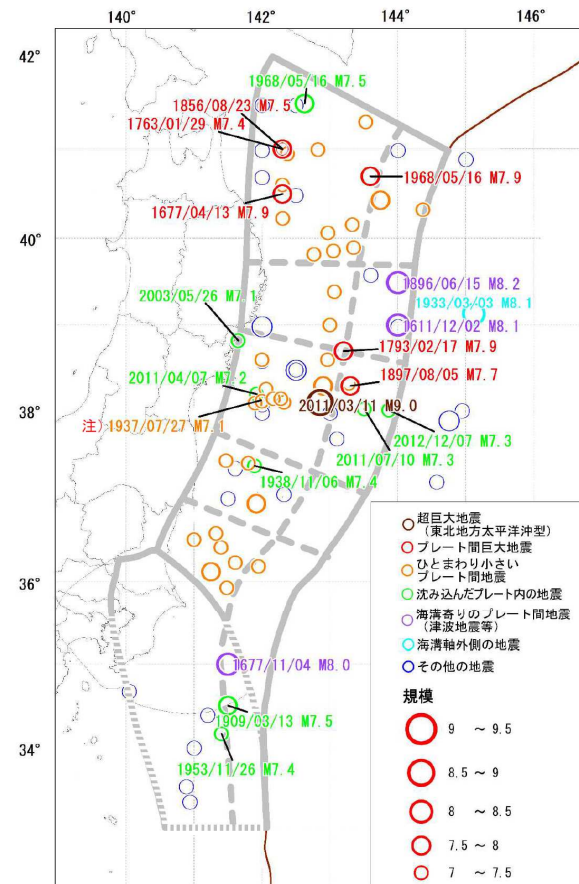 140° 142° 144° 146°
42°
1968/05/16 M7.5
1856/08/23 M7.5
1763/01/29 M7.4
1968/05/16 M7.9
1677/04/13 M7.9
40°
1896/06/15 M8.2
2003/05/26 M7.1
1933/03/03 M8.1
1611/12/02 M8.1
1793/02/17 M7.9
2011/04/07 M7.2
1897/08/05 M7.7
38°
2011/03/11 M9.0
注)1937/07/27 M7.1
2012/12/07 M7.3
2011/07/10 M7.3
1938/11/06 M7.4
36°
1677/11/04 M8.0
1909/03/13 M7.5
34°
1953/11/26 M7.4
超巨大地震
(東北地方太平洋沖型)
プレート間巨大地震
ひとまわり小さい
プレート間地震
沈み込んだプレート内の地震
海溝寄りのプレート間地震
(津波地震等)
海溝軸外側の地震
その他の地震
規模
9 ~ 9.5
8.5 ~ 9
8 ~ 8.5
7.5 ~ 8
7 ~ 7.5